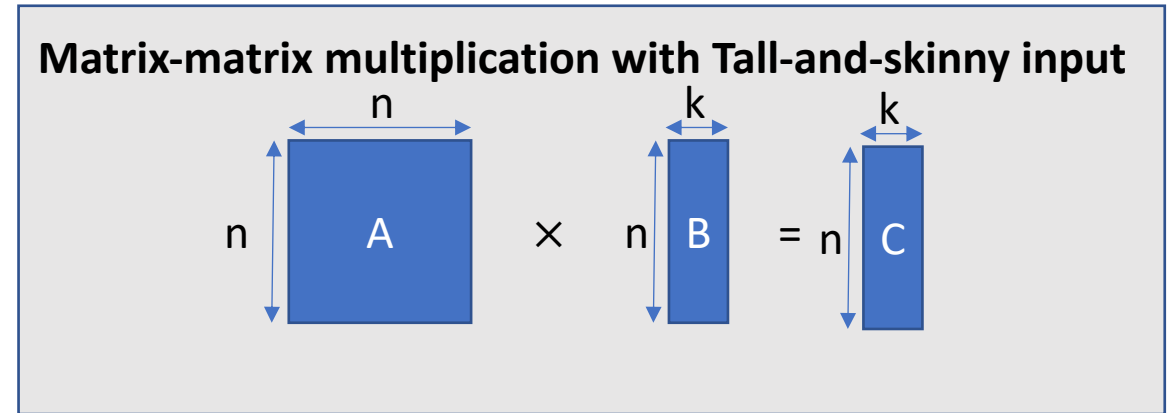 Matrix-matrix multiplication with Tall-and-skinny input
n k k
n A × n B = n C